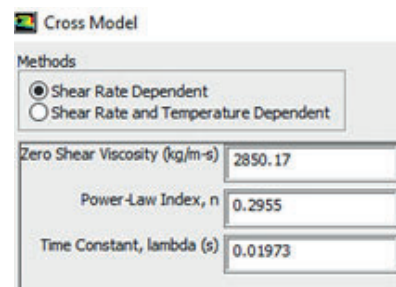 Cross Model
Methods
Shear Rate Dependent
Shear Rate and Temperature Dependent
Zero Shear Viscosity (kg/m-s) 2850.17
Power-Law Index, n 0.2955
Time Constant, lambda (s) 0.01973